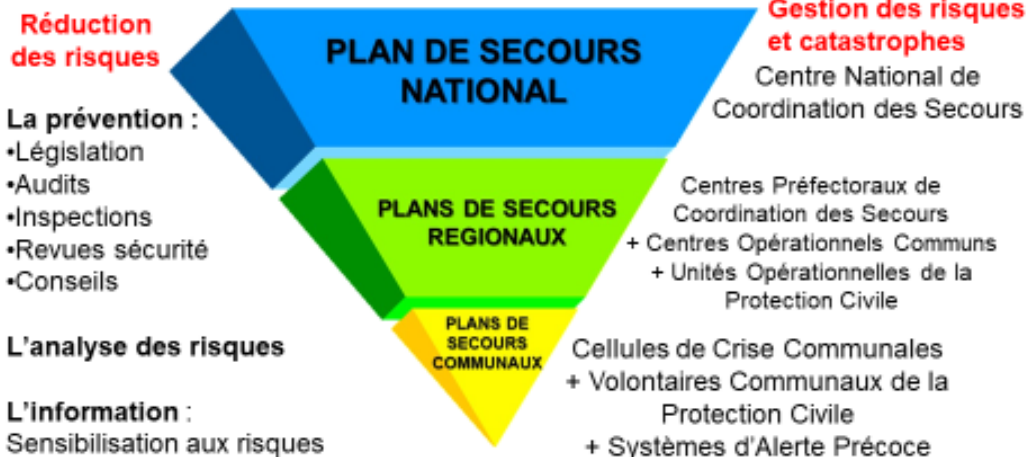 Réduction
des risques
La prévention :
•Législation
•Audits
•Inspections
•Revues sécurité
•Conseils
L'analyse des risques
L'information :
Sensibilisation aux risques
PLAN DE SECOURS
NATIONAL
PLANS DE SECOURS
REGIONAUX
PLANS DE
SECOURS
COMMUNAUX
Gestion des risques
et catastrophes
Centre National de
Coordination des Secours
Centres Préfectoraux de
Coordination des Secours
+ Centres Opérationnels Communs
+ Unités Opérationnelles de la
Protection Civile
Cellules de Crise Communales
+ Volontaires Communaux de la
Protection Civile
+ Systèmes d'Alerte Précoce